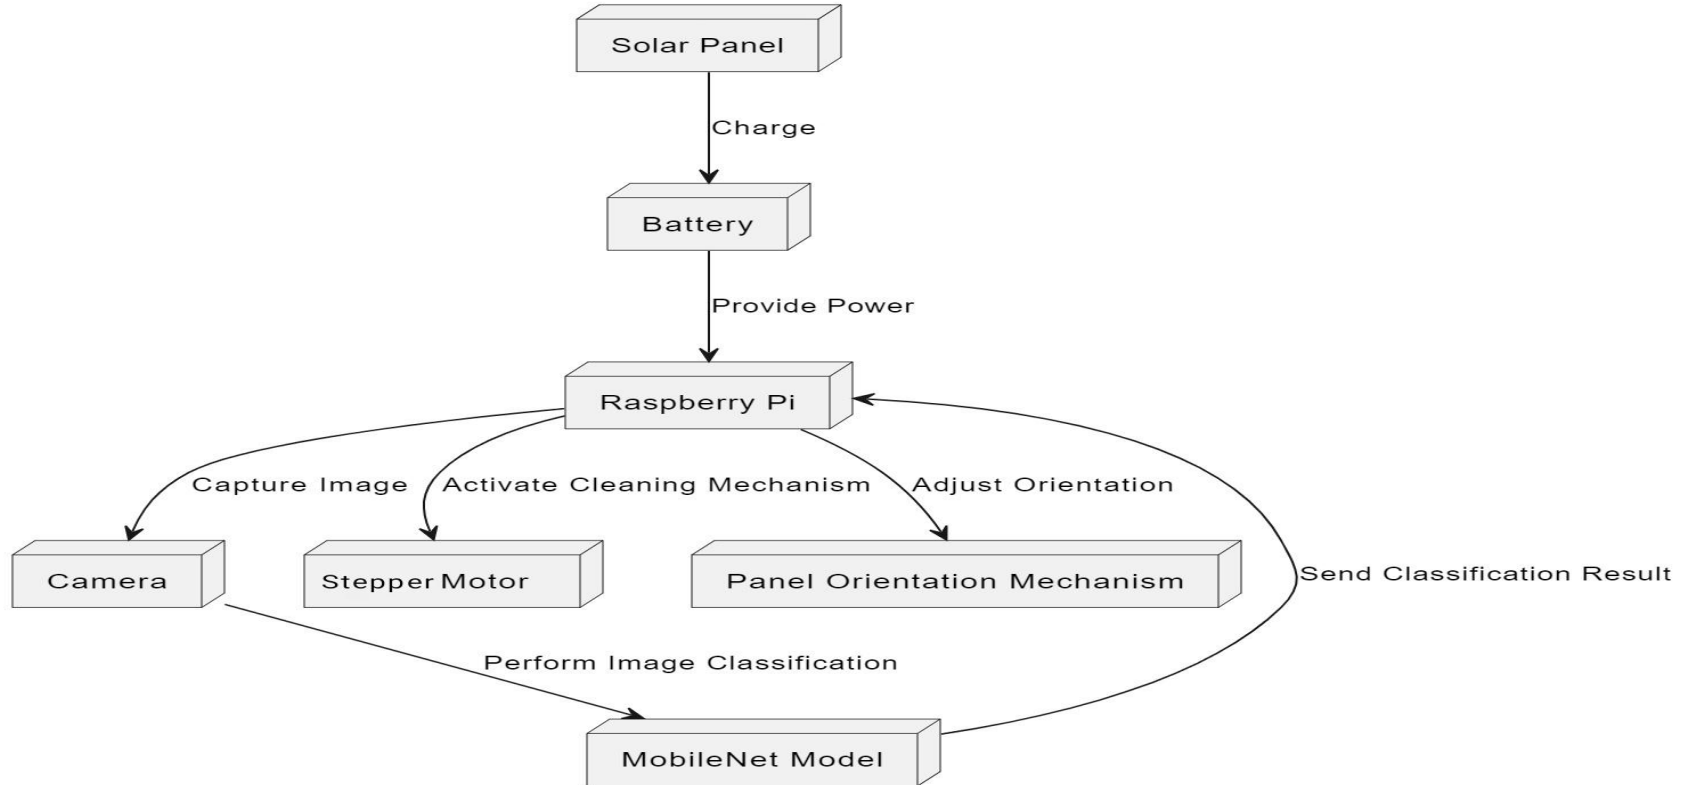 Solar Panel
Charge
Battery
Provide Power
Raspberry Pi
Capture Image
Activate Cleaning Mechanism
Adjust Orientation
Camera
Stepper Motor
Panel Orientation Mechanism
Send Classification Result
Perform Image Classification
MobileNet Model